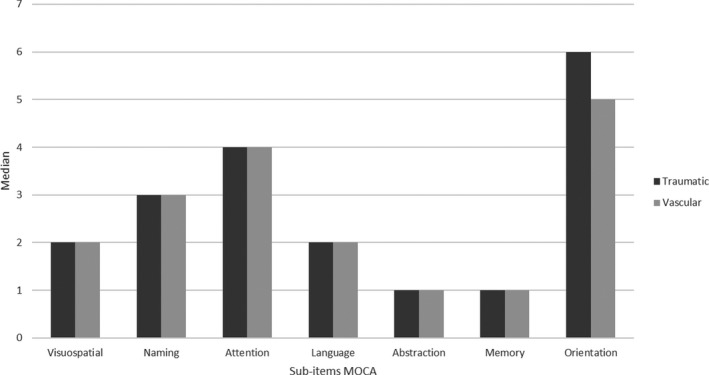 7
6
5
4
3
2
1
0
Median
Visuospatial Naming Attention Language Abstraction Memory Orientation
Sub-items MOCA
Traumatic
Vascular